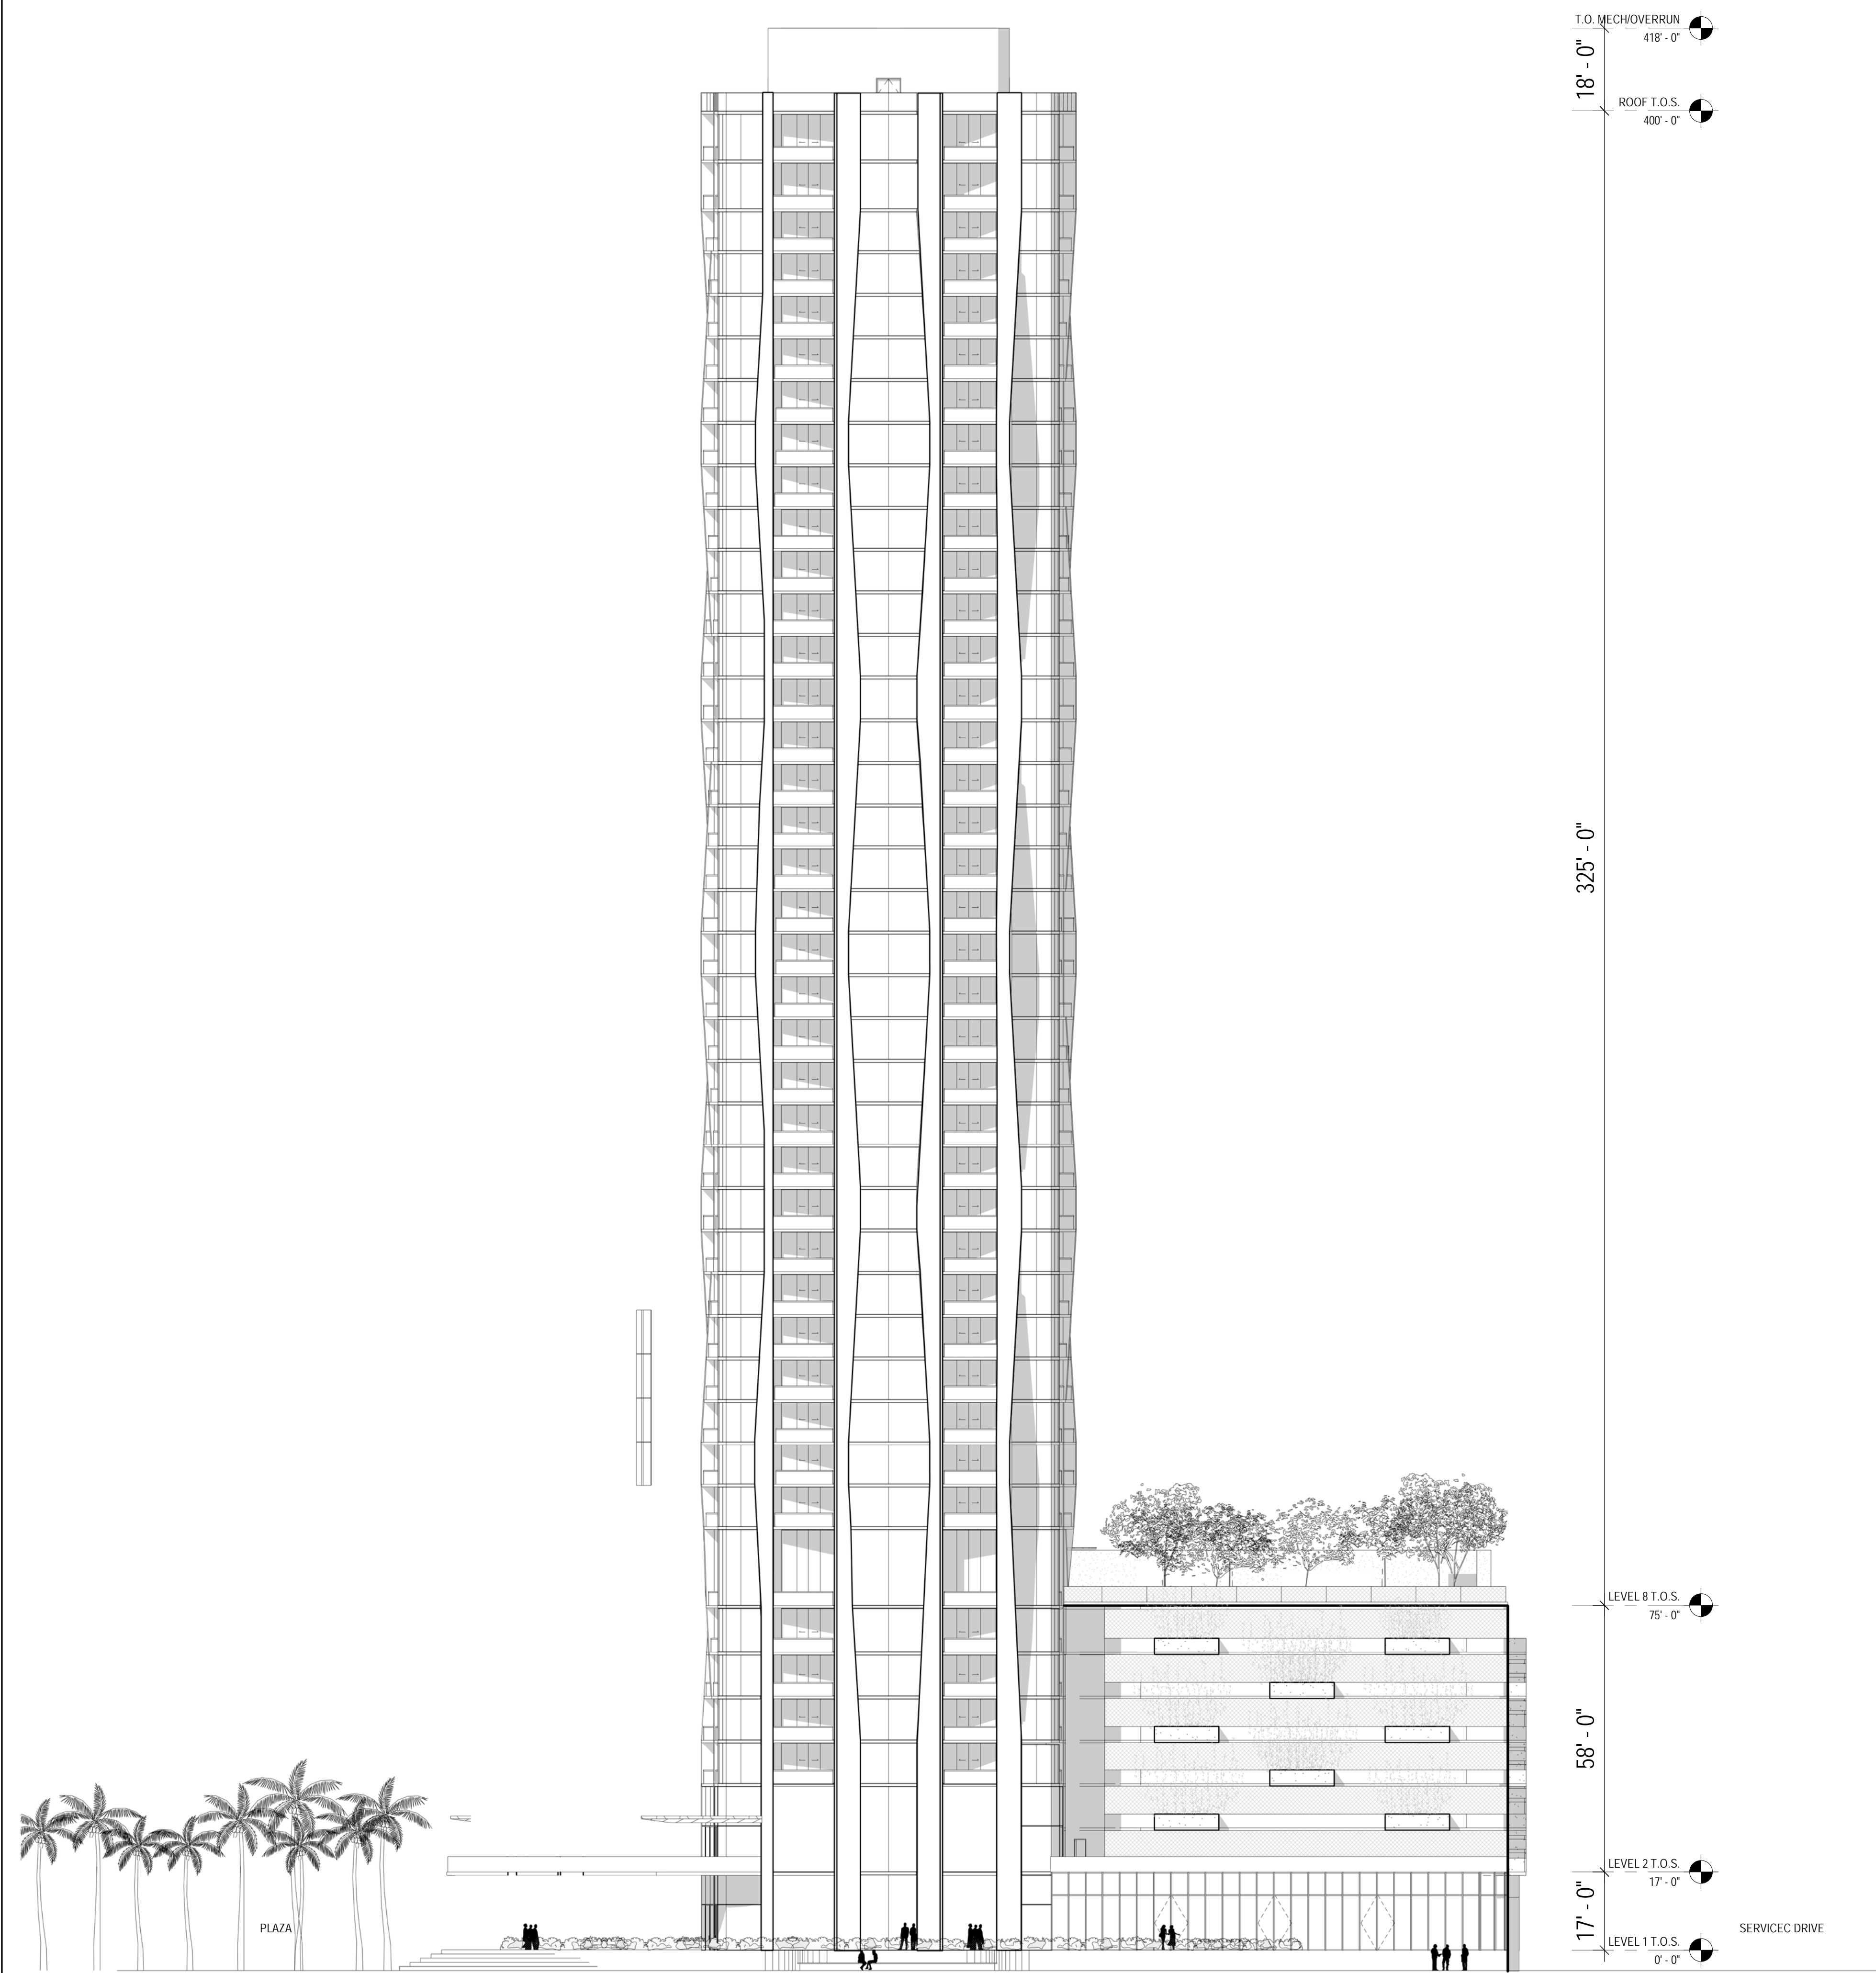 T.O. MECH/OVERRUN
418' - 0"
18' - 0"
ROOF T.O.S.
400' - 0"
325' - 0"
LEVEL 8 T.O.S.
75' - 0"
58' - 0"
LEVEL 2 T.O.S.
17' - 0"
17' - 0"
PLAZA
SERVICEC DRIVE
LEVEL 1 T.O.S.
0' - 0"